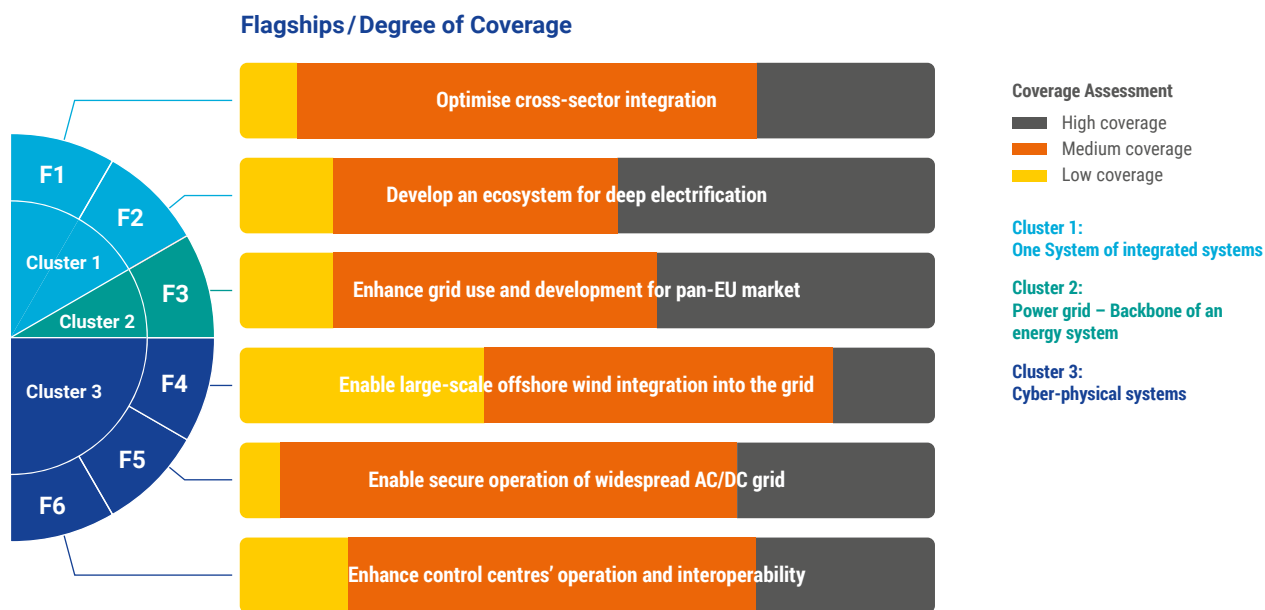 Flagships / Degree of Coverage
Optimise cross-sector integration
Develop an ecosystem for deep electrification
Enhance grid use and development for pan-EU market
Enable large-scale offshore wind integration into the grid
Enable secure operation of widespread AC/DC grid
Enhance control centres’ operation and interoperability
F1
F2
F3
F4
F5
F6
Cluster 1
Cluster 2
Cluster 3
Coverage Assessment
High coverage
Medium coverage
Low coverage
Cluster 1:
One System of integrated systems
Cluster 2:
Power grid – Backbone of an
energy system
Cluster 3:
Cyber-physical systems